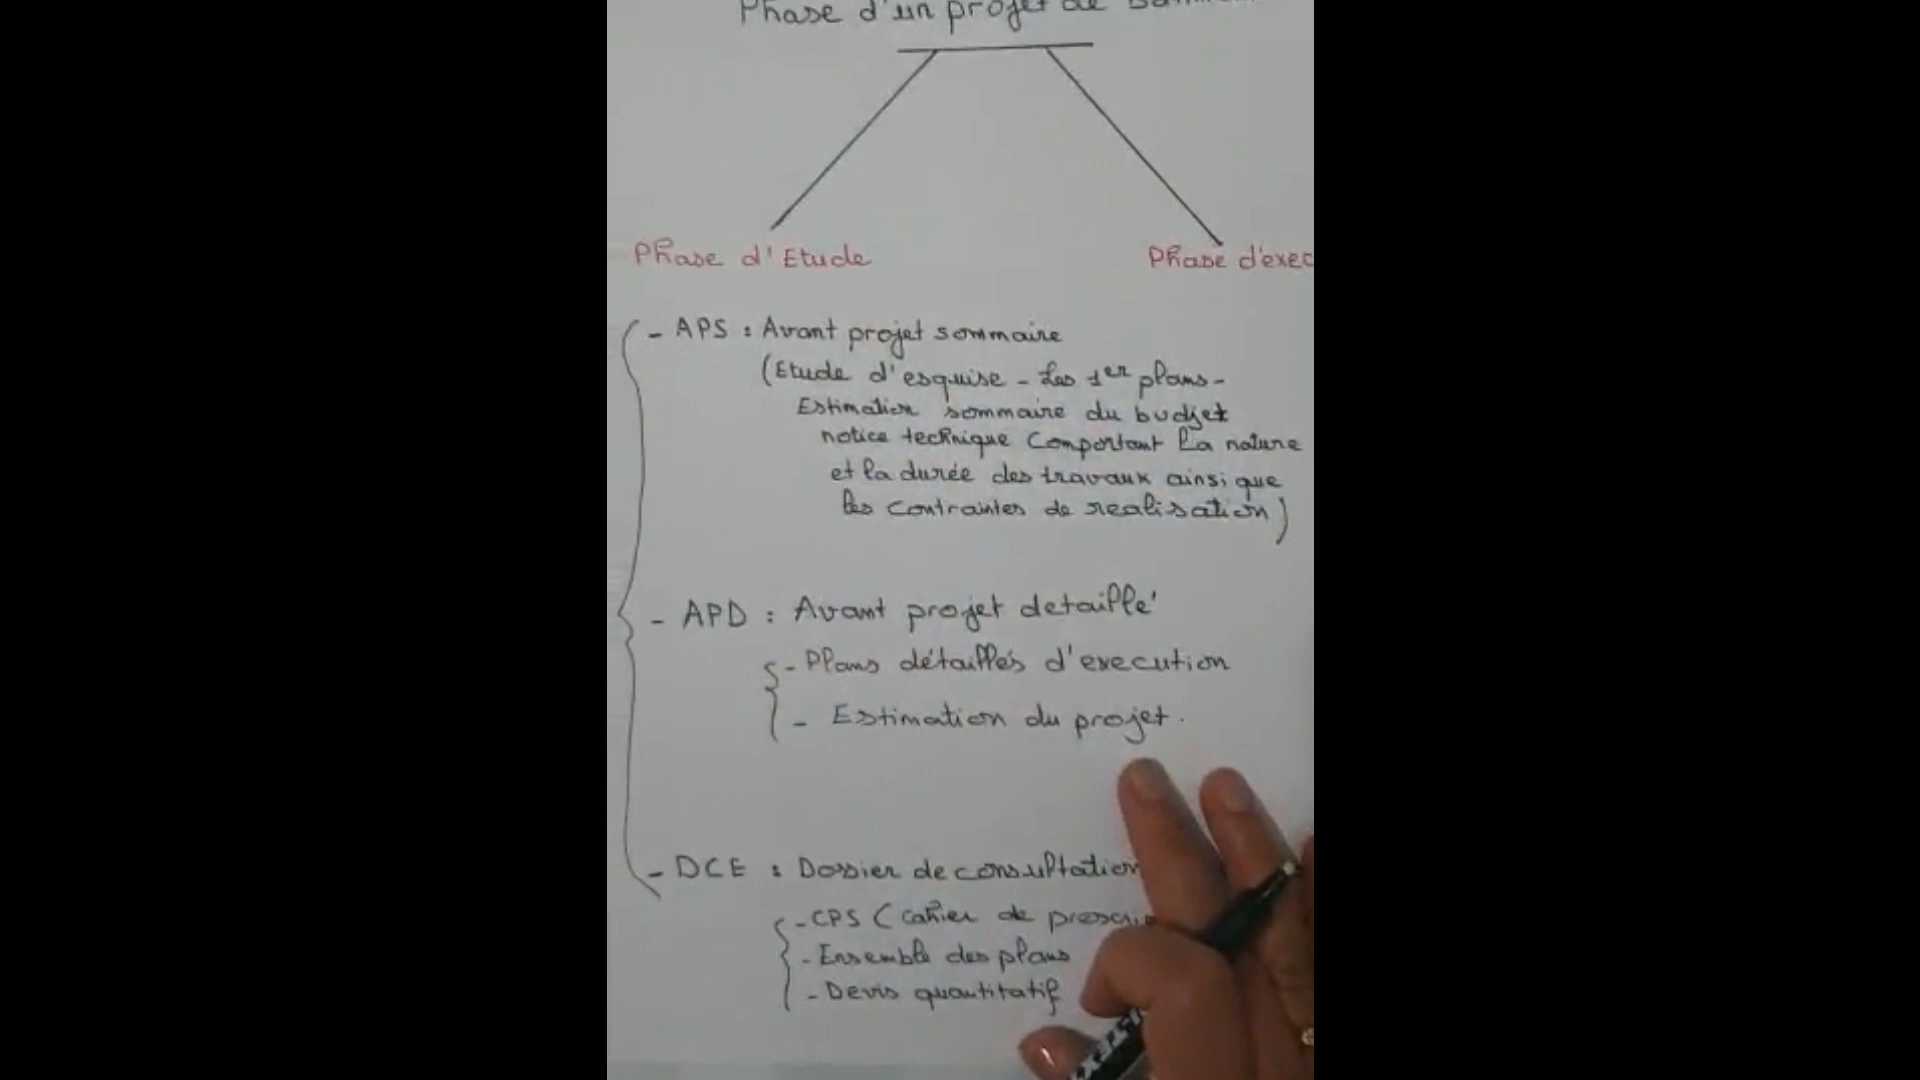 Phase d'un projet de
Phase d'Etude
Phase d'exec
- APS : Avant projet sommaire
(Etude d'esquise - Les 1er plans -
Estimation sommaire du budjet
notice technique Comportant la nature
et la durée des travaux ainsi que
les contraintes de realisation)
- APD : Avant projet detaillé
- Plans détaillés d'execution
- Estimation du projet.
- DCE : Dossier de consultation
- CPS (cahier de prescri
- Ensemble des plans
- Devis quantitatif